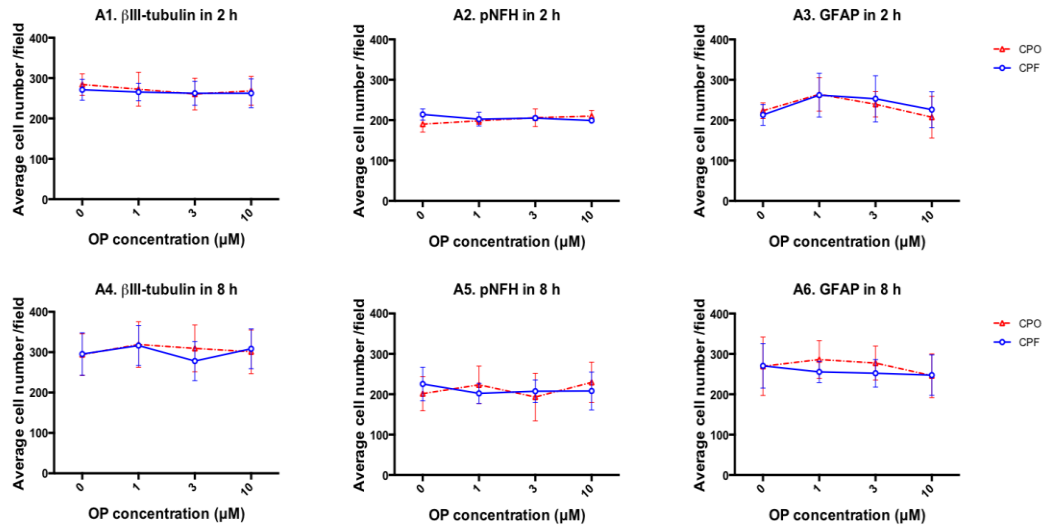 A1. βIII-tubulin in 2 h
A2. pNFH in 2 h
A3. GFAP in 2 h
Average cell number /field
400
300
200
100
0
0
1
3
10
OP concentration (µM)
Average cell number /field
400
300
200
100
0
0
1
3
10
OP concentration (µM)
Average cell number /field
400
300
200
100
0
0
1
3
10
OP concentration (µM)
CPO
CPF
A4. βIII-tubulin in 8 h
A5. pNFH in 8 h
A6. GFAP in 8 h
Average cell number /field
400
300
200
100
0
0
1
3
10
OP concentration (µM)
Average cell number /field
400
300
200
100
0
0
1
3
10
OP concentration (µM)
Average cell number /field
400
300
200
100
0
0
1
3
10
OP concentration (µM)
CPO
CPF